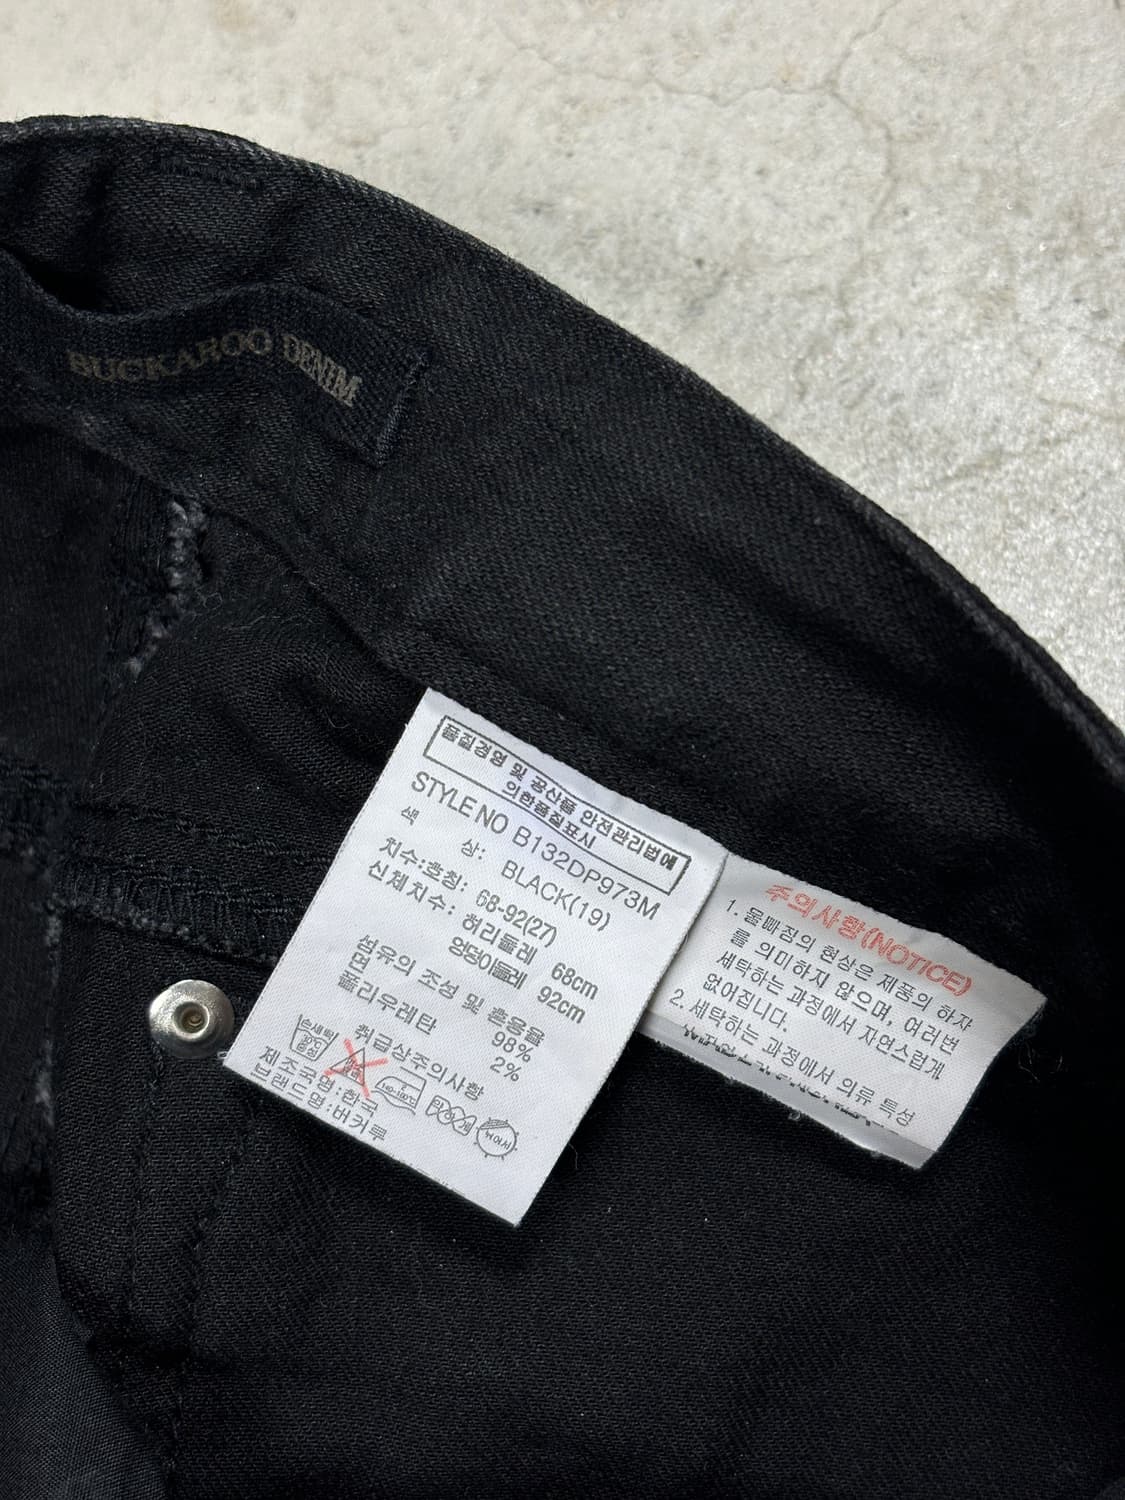 BUCKAROO DENIM
품질경영 및 공산품 안전관리법에
의한품질표시
STYLE NO B132DP973M
색 상: BLACK(19)
치수:호칭: 68-92(27)
신체치수: 허리둘레 68cm
엉덩이둘레 92cm
섬유의 조성 및 혼용율
면 98%
폴리우레탄 2%
취급상주의사항
제조국명:한국
브랜드명:버커루
주의사항(NOTICE)
1. 물빠짐의 현상은 제품의 하자
를 의미하지 않으며, 여러번
세탁하는 과정에서 자연스럽게
없어집니다.
2. 세탁하는 과정에서 의류 특성